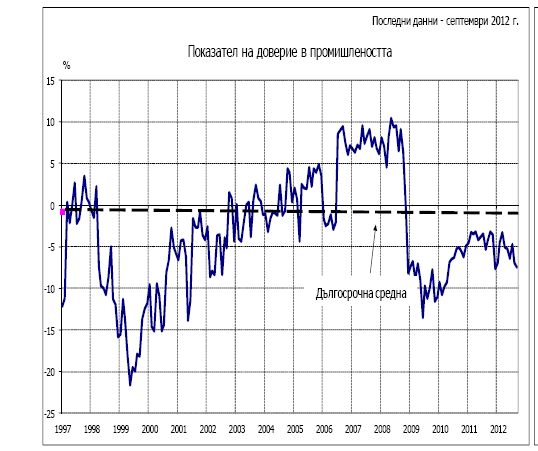 Последни данни - септември 2012 г.
Показател на доверие в промишлеността
%
15
10
5
0
-5
-10
-15
-20
-25
Дългосрочна средна
1997 1998 1999 2000 2001 2002 2003 2004 2005 2006 2007 2008 2009 2010 2011 2012